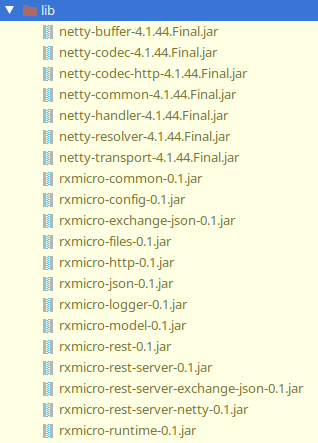 lib
netty-buffer-4.1.44.Final.jar
netty-codec-4.1.44.Final.jar
netty-codec-http-4.1.44.Final.jar
netty-common-4.1.44.Final.jar
netty-handler-4.1.44.Final.jar
netty-resolver-4.1.44.Final.jar
netty-transport-4.1.44.Final.jar
rxmicro-common-0.1.jar
rxmicro-config-0.1.jar
rxmicro-exchange-json-0.1.jar
rxmicro-files-0.1.jar
rxmicro-http-0.1.jar
rxmicro-json-0.1.jar
rxmicro-logger-0.1.jar
rxmicro-model-0.1.jar
rxmicro-rest-0.1.jar
rxmicro-rest-server-0.1.jar
rxmicro-rest-server-exchange-json-0.1.jar
rxmicro-rest-server-netty-0.1.jar
rxmicro-runtime-0.1.jar